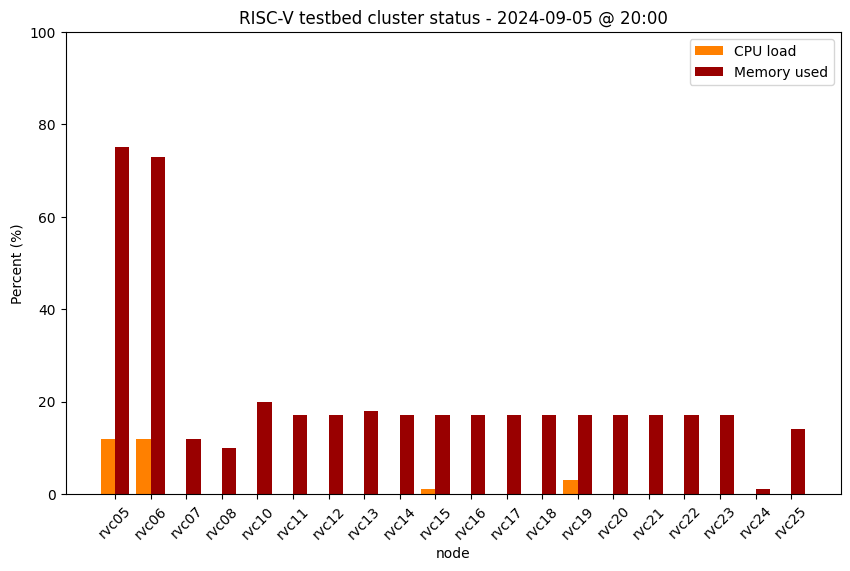 RISC-V testbed cluster status - 2024-09-05 @ 20:00
CPU load
Memory used
Percent (%)
100
80
60
40
20
0
rvc05
rvc06
rvc07
rvc08
rvc10
rvc11
rvc12
rvc13
rvc14
rvc15
rvc16
rvc17
rvc18
rvc19
rvc20
rvc21
rvc22
rvc23
rvc24
rvc25
node